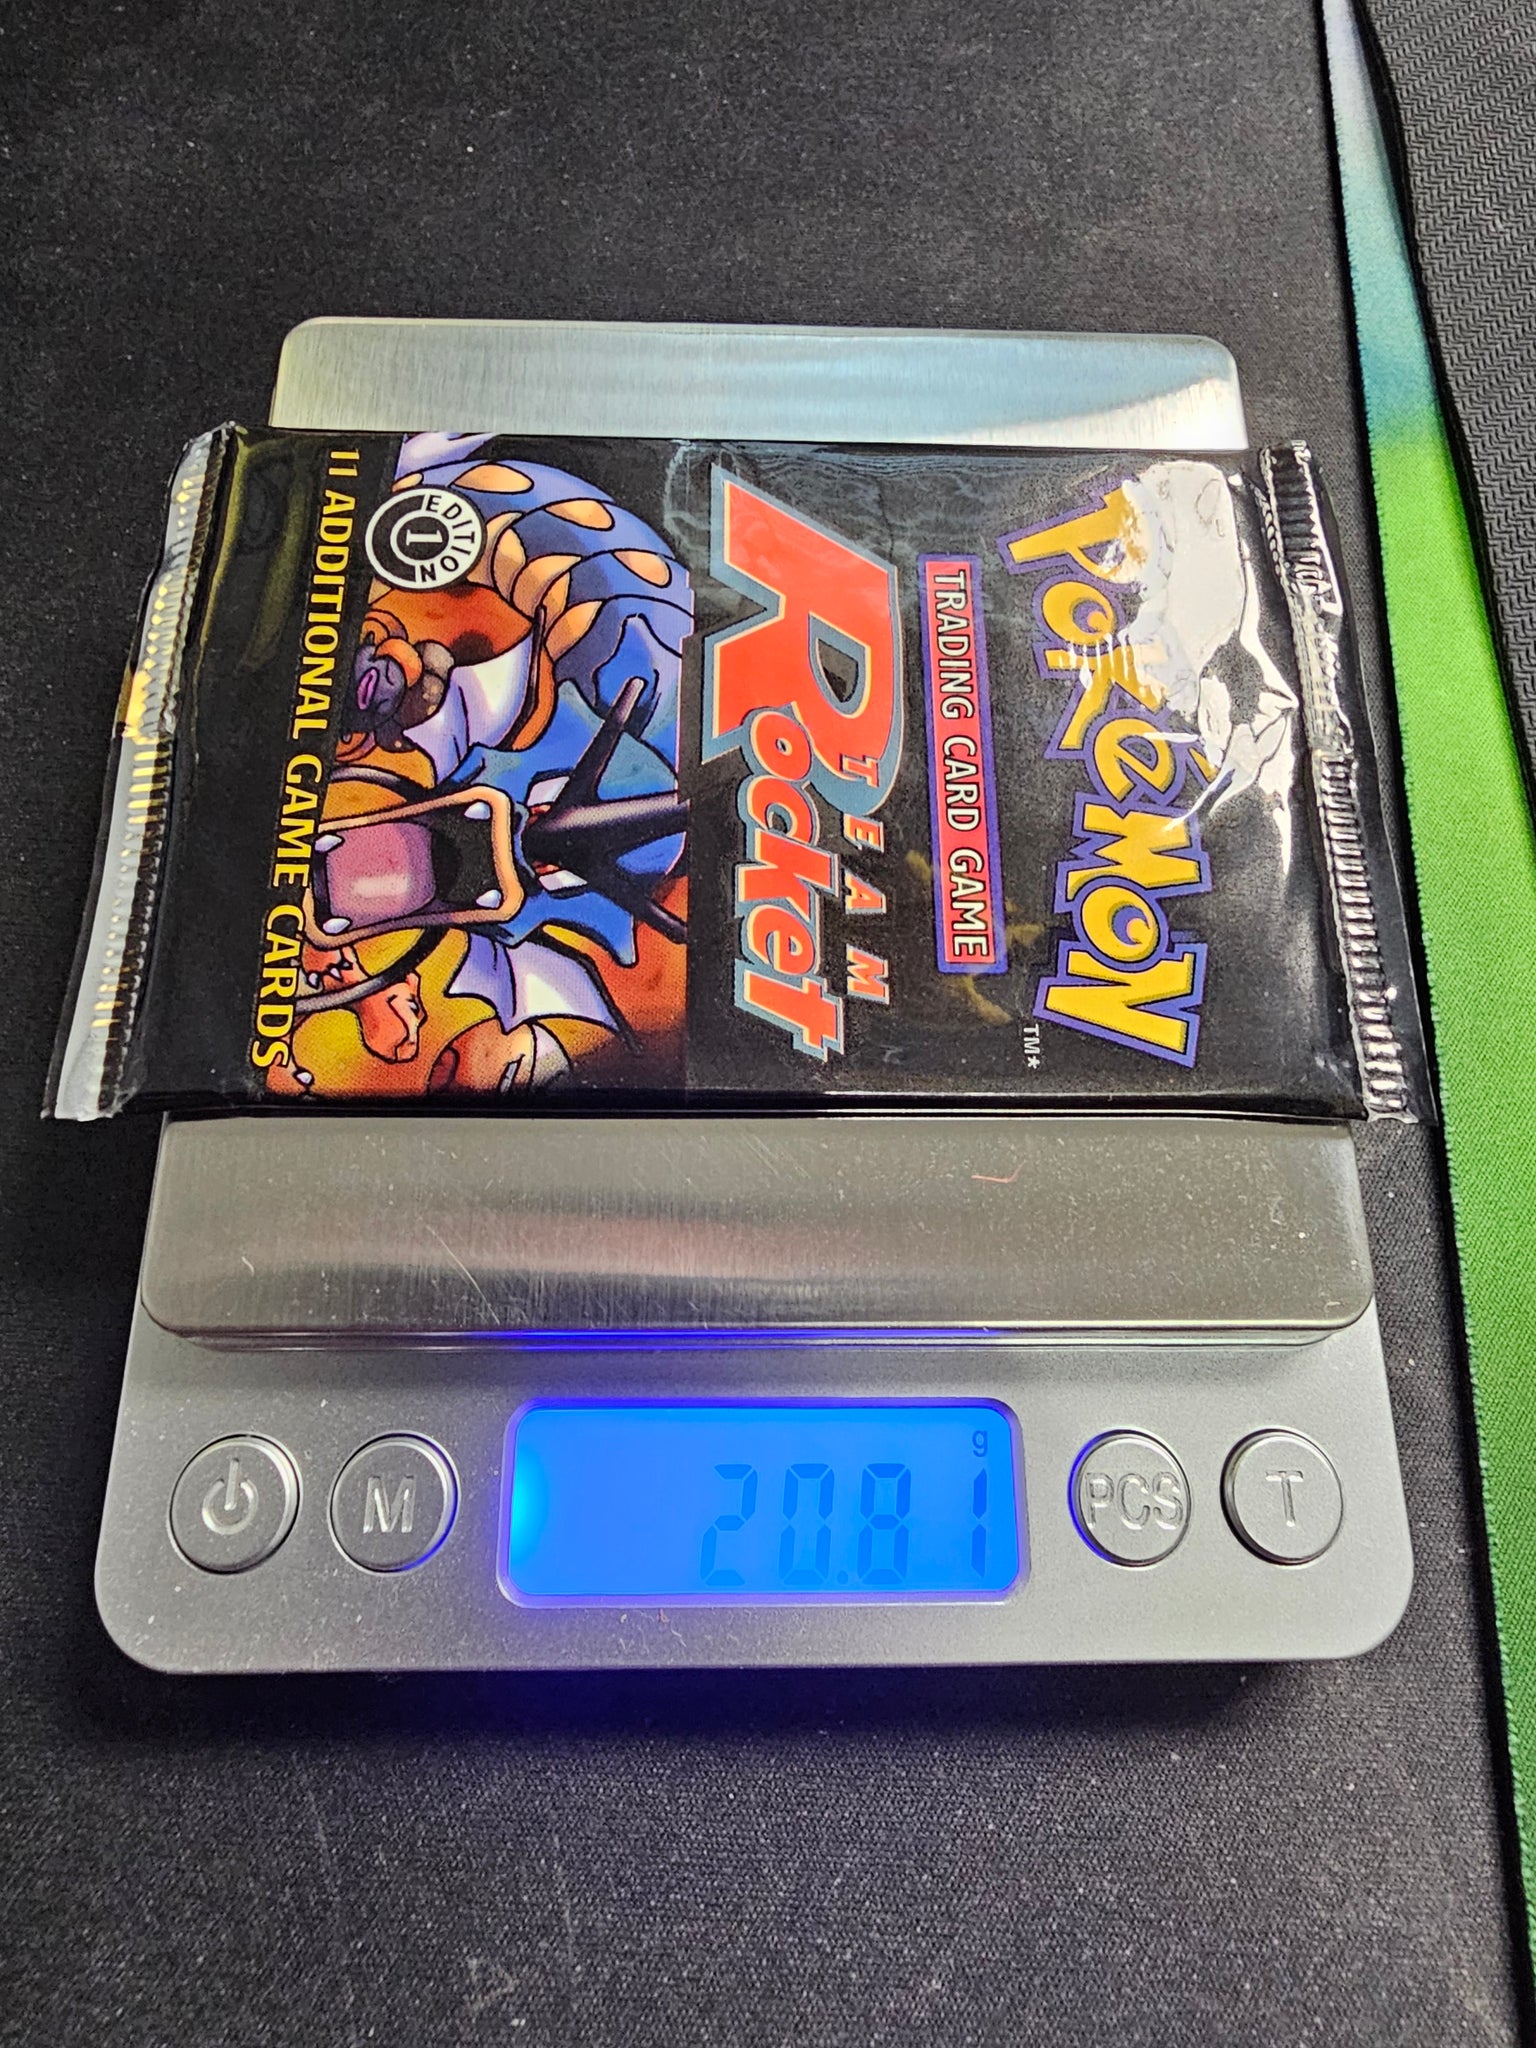 POKéMON
™*
TRADING CARD GAME
TEAM
Rocket
EDITION
1
11 ADDITIONAL GAME CARDS
g
20.81
M
PCS
T